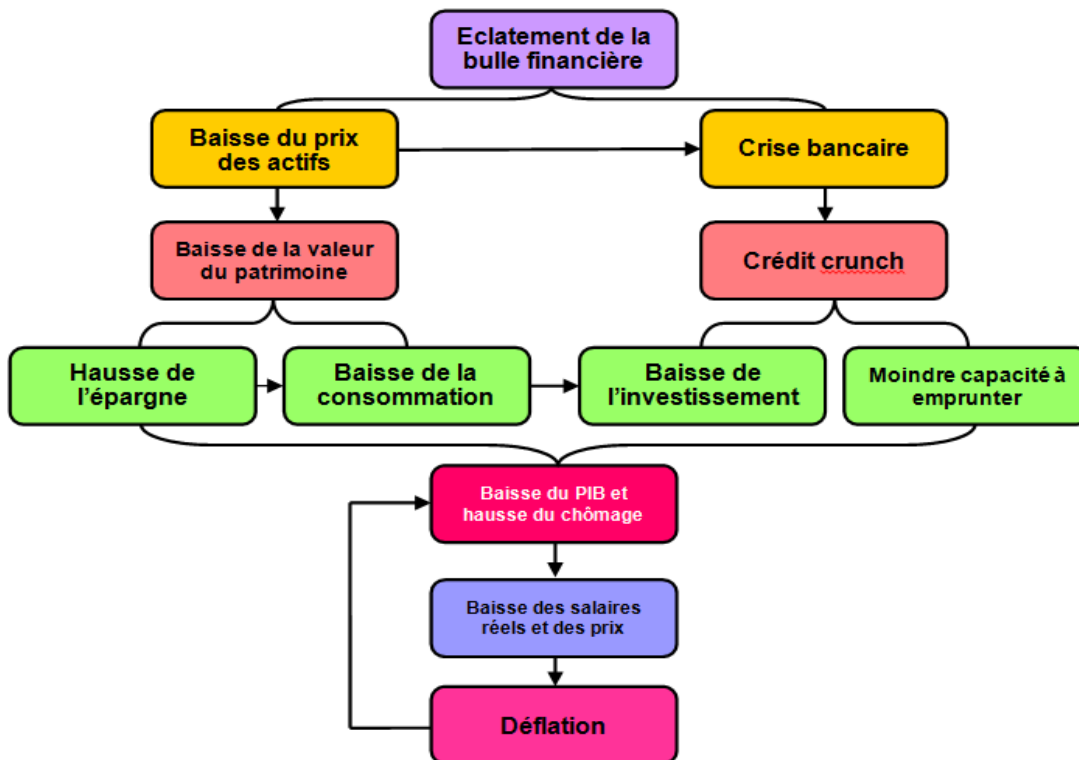 Eclatement de la
bulle financière
Baisse du prix
des actifs
Crise bancaire
Baisse de la valeur
du patrimoine
Crédit crunch
Hausse de
l’épargne
Baisse de la
consommation
Baisse de
l’investissement
Moindre capacité à
emprunter
Baisse du PIB et
hausse du chômage
Baisse des salaires
réels et des prix
Déflation